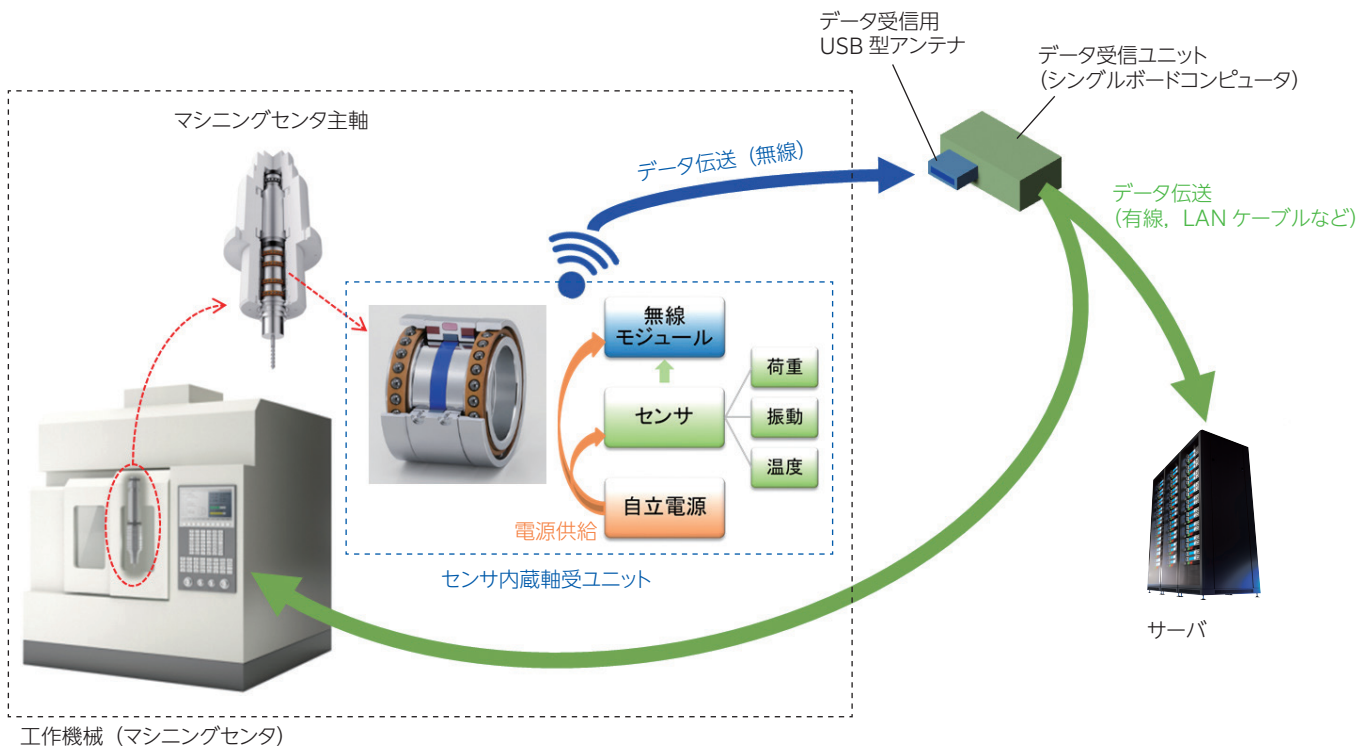 データ受信用
USB 型アンテナ
データ受信ユニット
(シングルボードコンピュータ)
マシニングセンタ主軸
データ伝送(無線)
データ伝送
(有線,LAN ケーブルなど)
無線
モジュール
荷重
センサ
振動
温度
自立電源
電源供給
センサ内蔵軸受ユニット
サーバ
工作機械(マシニングセンタ)